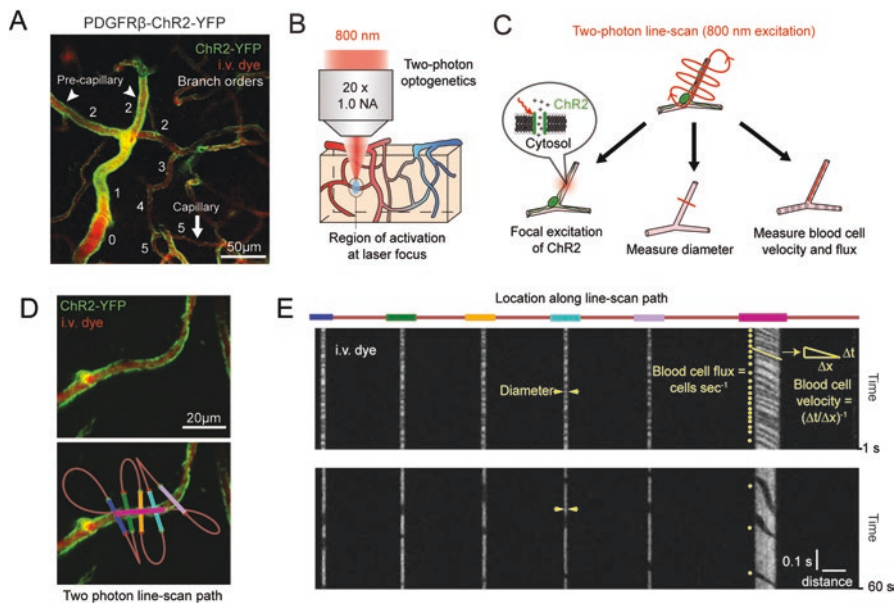 A
PDGFRβ-ChR2-YFP
ChR2-YFP
i.v. dye
Branch orders
Pre-capillary
2
2
2
3
1
4
Capillary
0
5
5
50μm
B
800 nm
20 x
1.0 NA
Two-photon
optogenetics
Region of activation
at laser focus
C
Two-photon line-scan (800 nm excitation)
ChR2
Cytosol
Focal excitation
of ChR2
Measure diameter
Measure blood cell
velocity and flux
D
ChR2-YFP
i.v. dye
20μm
Two photon line-scan path
E
Location along line-scan path
i.v. dye
Diameter
Blood cell flux =
cells sec⁻¹
Δt
Δx
Blood cell
velocity =
(Δt/Δx)⁻¹
Time
1 s
Time
0.1 s
distance
60 s